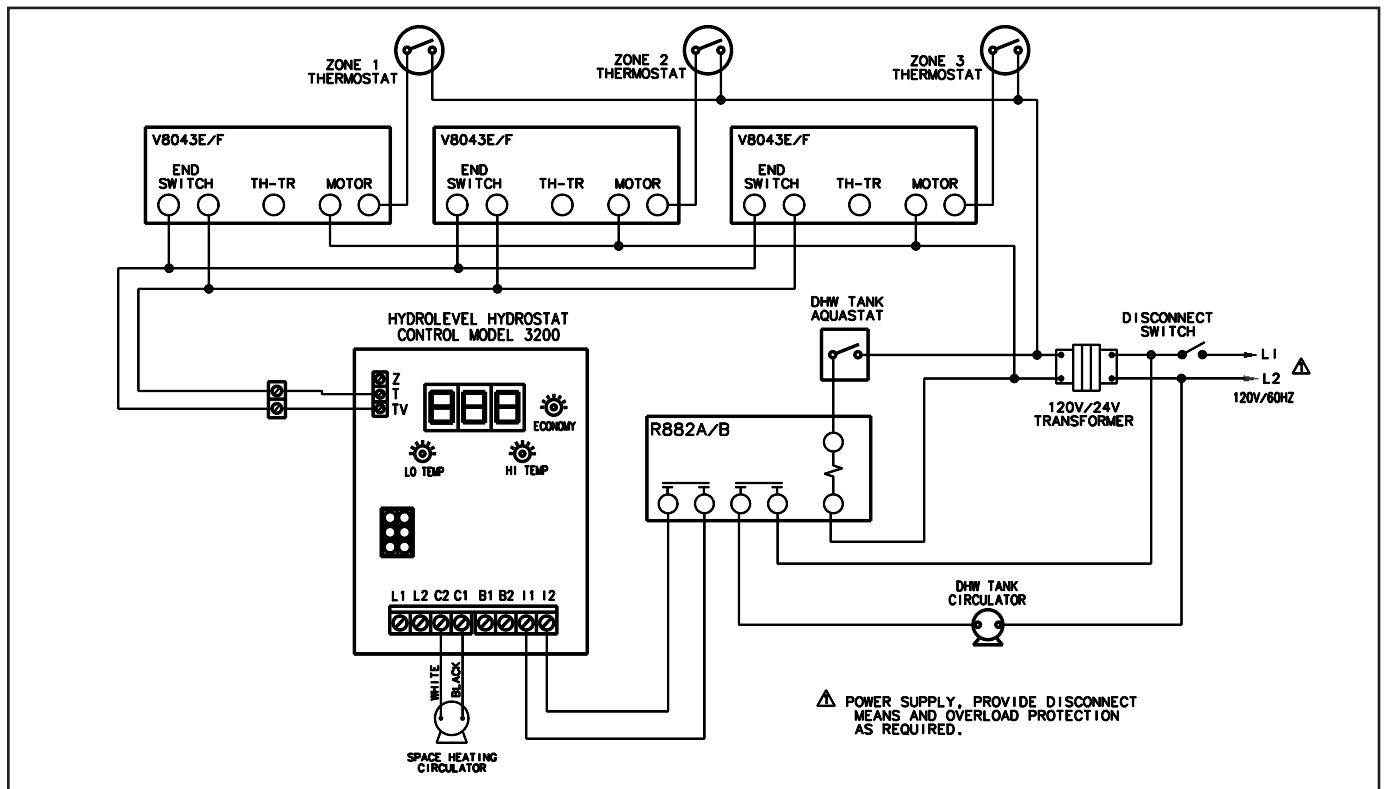 ZONE 1
THERMOSTAT
ZONE 2
THERMOSTAT
ZONE 3
THERMOSTAT
V8043E/F
END
SWITCH
TH-TR
MOTOR
V8043E/F
END
SWITCH
TH-TR
MOTOR
V8043E/F
END
SWITCH
TH-TR
MOTOR
HYDROLEVEL HYDROSTAT
CONTROL MODEL 3200
Z
T
TV
888
ECONOMY
LO TEMP
HI TEMP
L1 L2 C2 C1 B1 B2 I1 I2
WHITE
BLACK
SPACE HEATING
CIRCULATOR
DHW TANK
AQUASTAT
R882A/B
DISCONNECT
SWITCH
L1
L2
1
120V/60HZ
120V/24V
TRANSFORMER
DHW TANK
CIRCULATOR
1 POWER SUPPLY, PROVIDE DISCONNECT
MEANS AND OVERLOAD PROTECTION
AS REQUIRED.